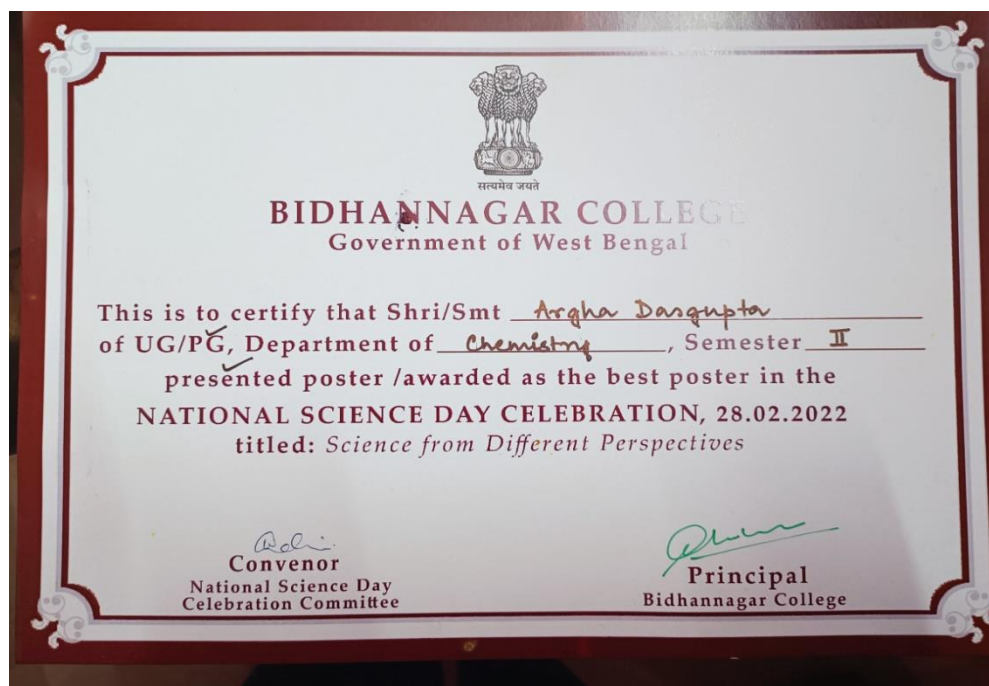 सत्यमेव जयते
BIDHANNAGAR COLLEGE
Government of West Bengal
This is to certify that Shri/Smt Argha Dasgupta
of UG/PG, Department of Chemistry, Semester II
presented poster /awarded as the best poster in the
NATIONAL SCIENCE DAY CELEBRATION, 28.02.2022
titled: Science from Different Perspectives
Convenor
National Science Day
Celebration Committee
Principal
Bidhannagar College